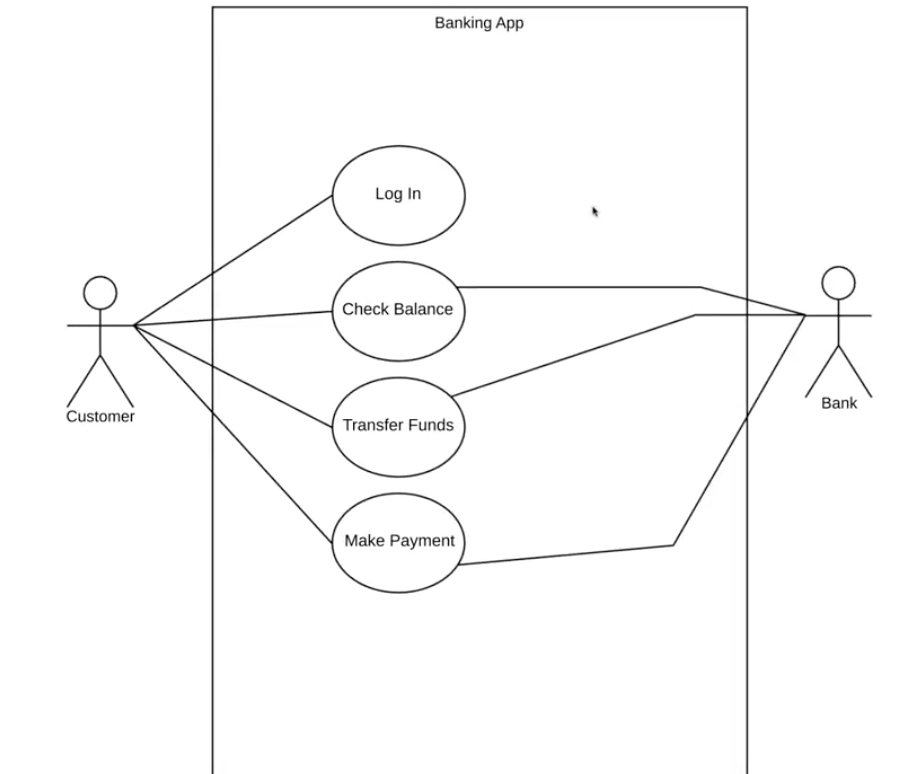 Banking App
Log In
Check Balance
Transfer Funds
Make Payment
Customer
Bank